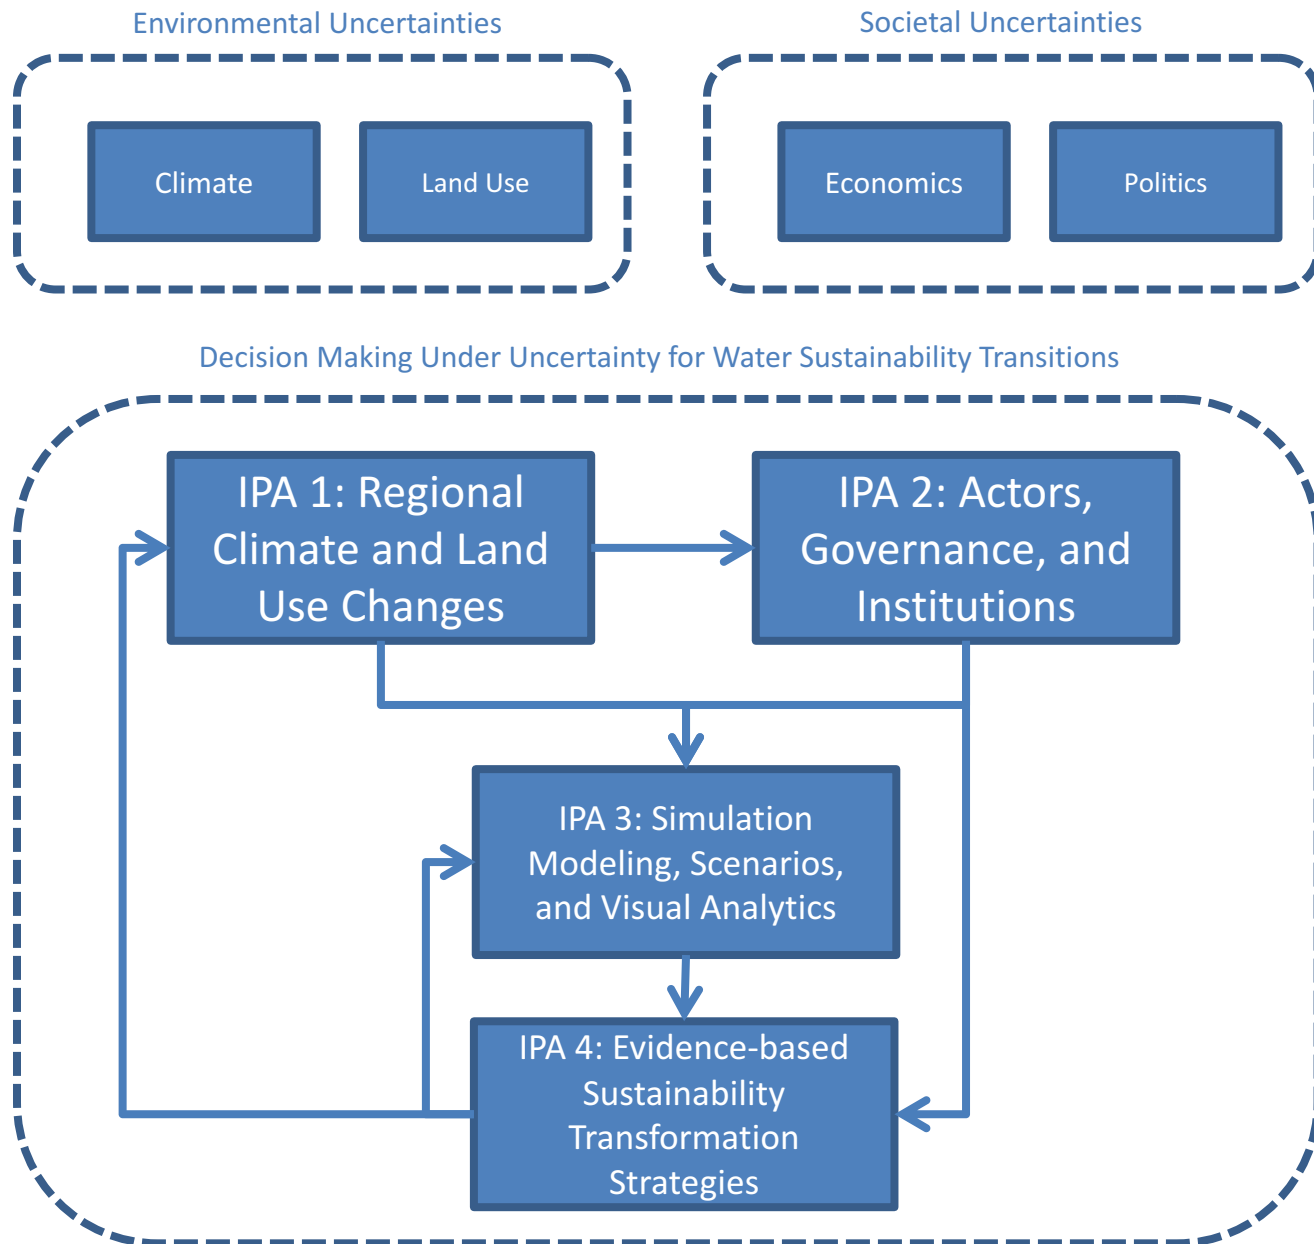 Environmental Uncertainties
Societal Uncertainties
Climate
Land Use
Economics
Politics
Decision Making Under Uncertainty for Water Sustainability Transitions
IPA 1: Regional
Climate and Land
Use Changes
IPA 2: Actors,
Governance, and
Institutions
IPA 3: Simulation
Modeling, Scenarios,
and Visual Analytics
IPA 4: Evidence-based
Sustainability
Transformation
Strategies